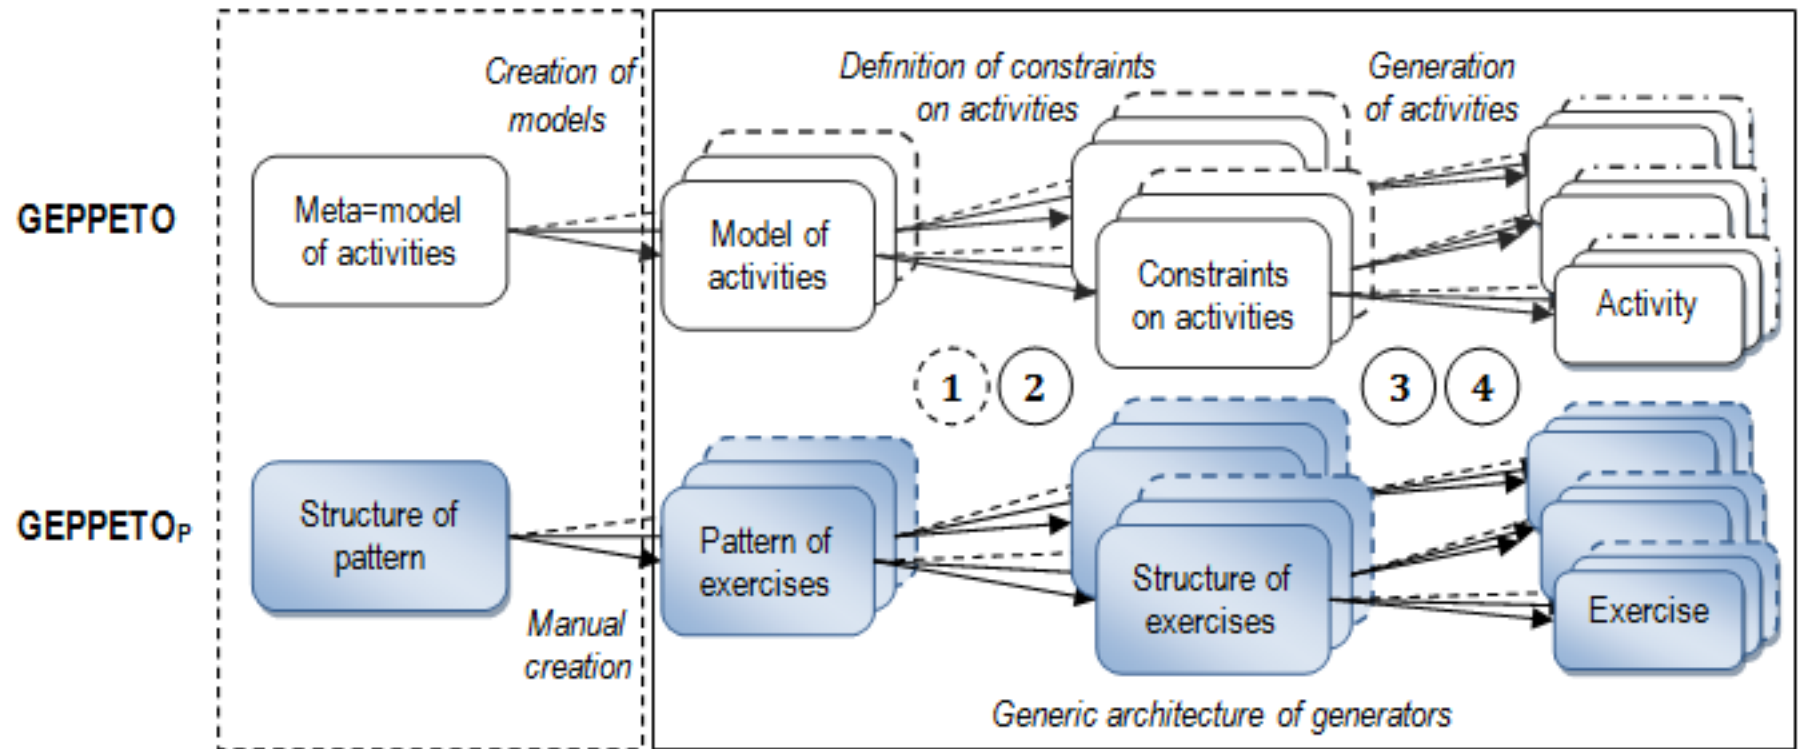 Creation of
models
Definition of constraints
on activities
Generation
of activities
GEPPETO
Meta=model
of activities
Model of
activities
Constraints
on activities
Activity
1
2
3
4
GEPPETOP
Structure of
pattern
Pattern of
exercises
Structure of
exercises
Exercise
Manual
creation
Generic architecture of generators